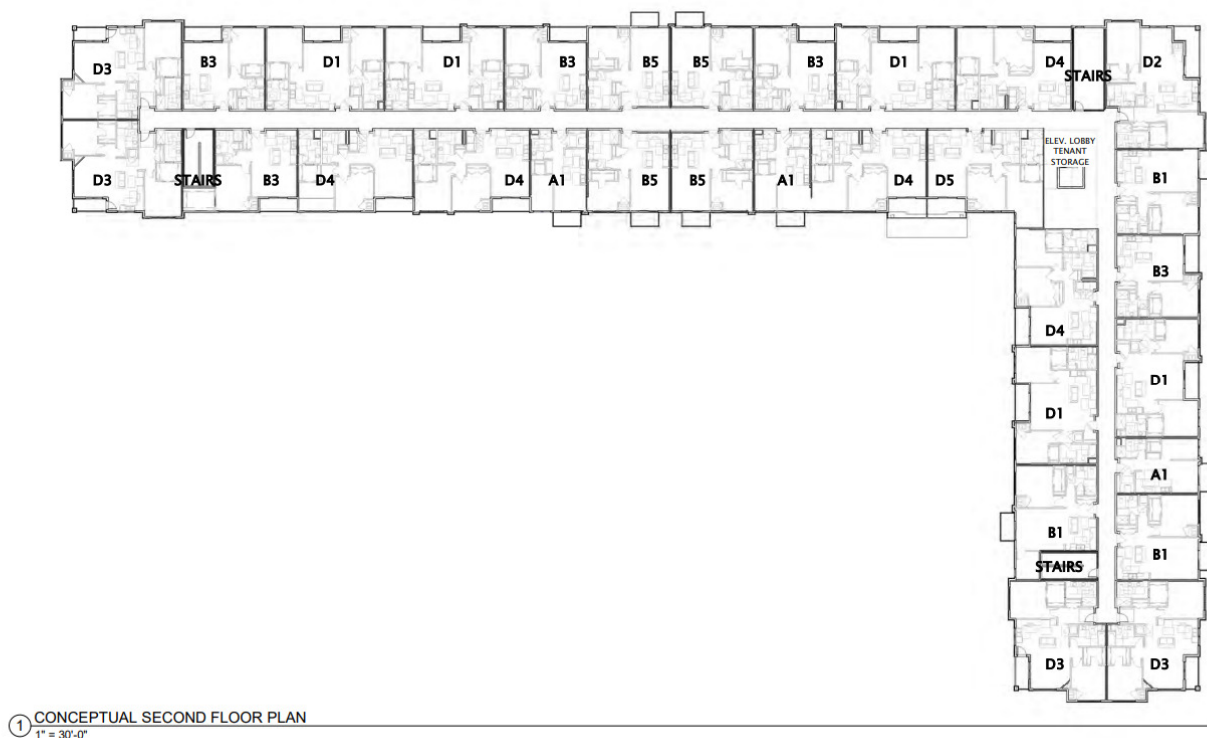 D3
B3
D1
D1
B3
B5
B5
B3
D1
D4
STAIRS
D2
ELEV. LOBBY
TENANT
STORAGE
D3
STAIRS
B3
D4
D4
A1
B5
B5
A1
D4
D5
B1
B3
D4
D1
D1
A1
B1
B1
STAIRS
D3
D3
1
CONCEPTUAL SECOND FLOOR PLAN
1" = 30'-0"